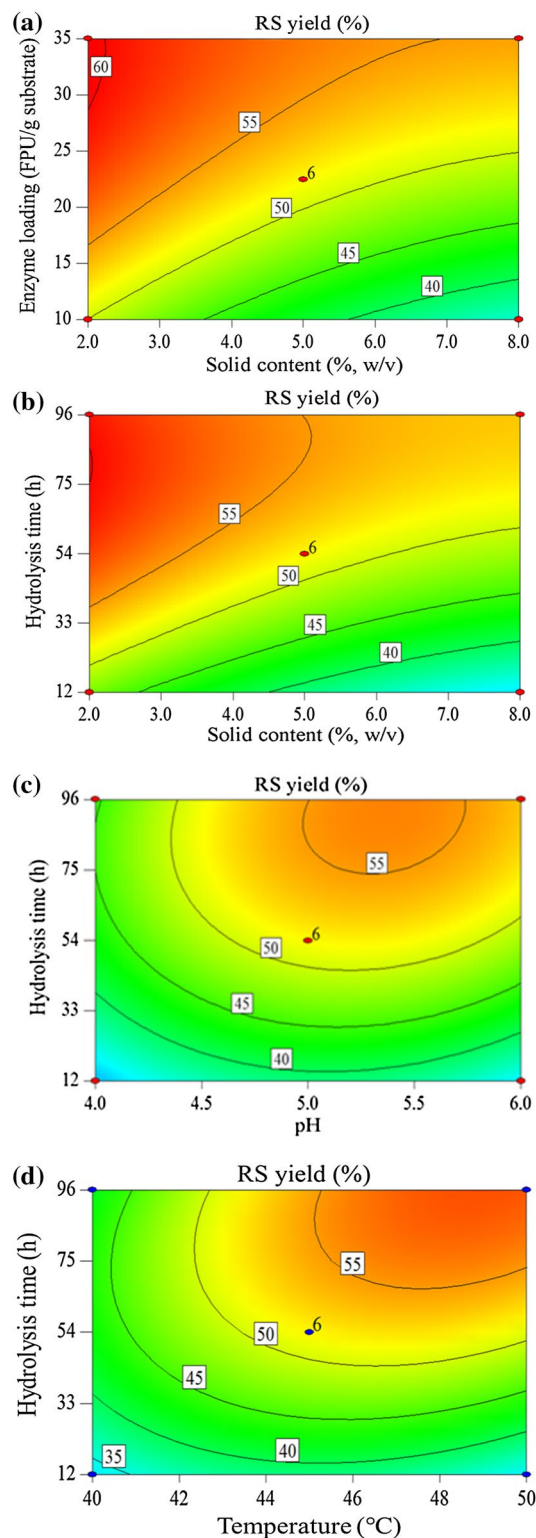 (a) RS yield (%)
35
60
30
55
25
6
20
50
45
15
40
10
2.0 3.0 4.0 5.0 6.0 7.0 8.0
Enzyme loading (FPU/g substrate)
Solid content (%, w/v)
(b) RS yield (%)
96
75
55
54
6
50
45
33
40
12
2.0 3.0 4.0 5.0 6.0 7.0 8.0
Hydrolysis time (h)
Solid content (%, w/v)
(c) RS yield (%)
96
75
55
54
6
50
45
33
40
12
4.0 4.5 5.0 5.5 6.0
Hydrolysis time (h)
pH
(d) RS yield (%)
96
75
55
54
6
50
45
33
40
35
12
40 42 44 46 48 50
Hydrolysis time (h)
Temperature (°C)